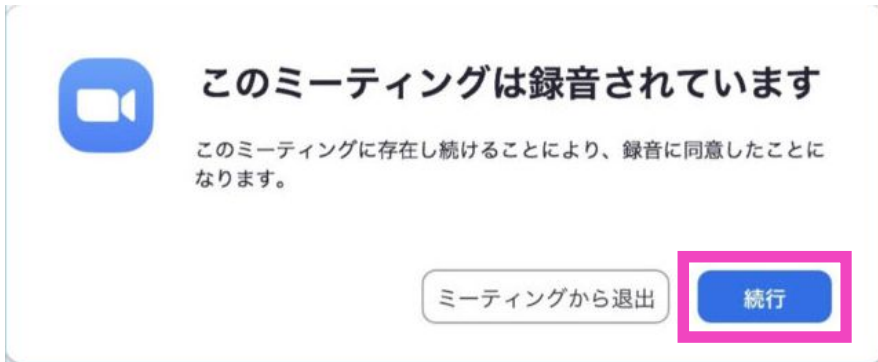 このミーティングは録音されています
このミーティングに存在し続けることにより、録音に同意したことに
なります。
ミーティングから退出
続行